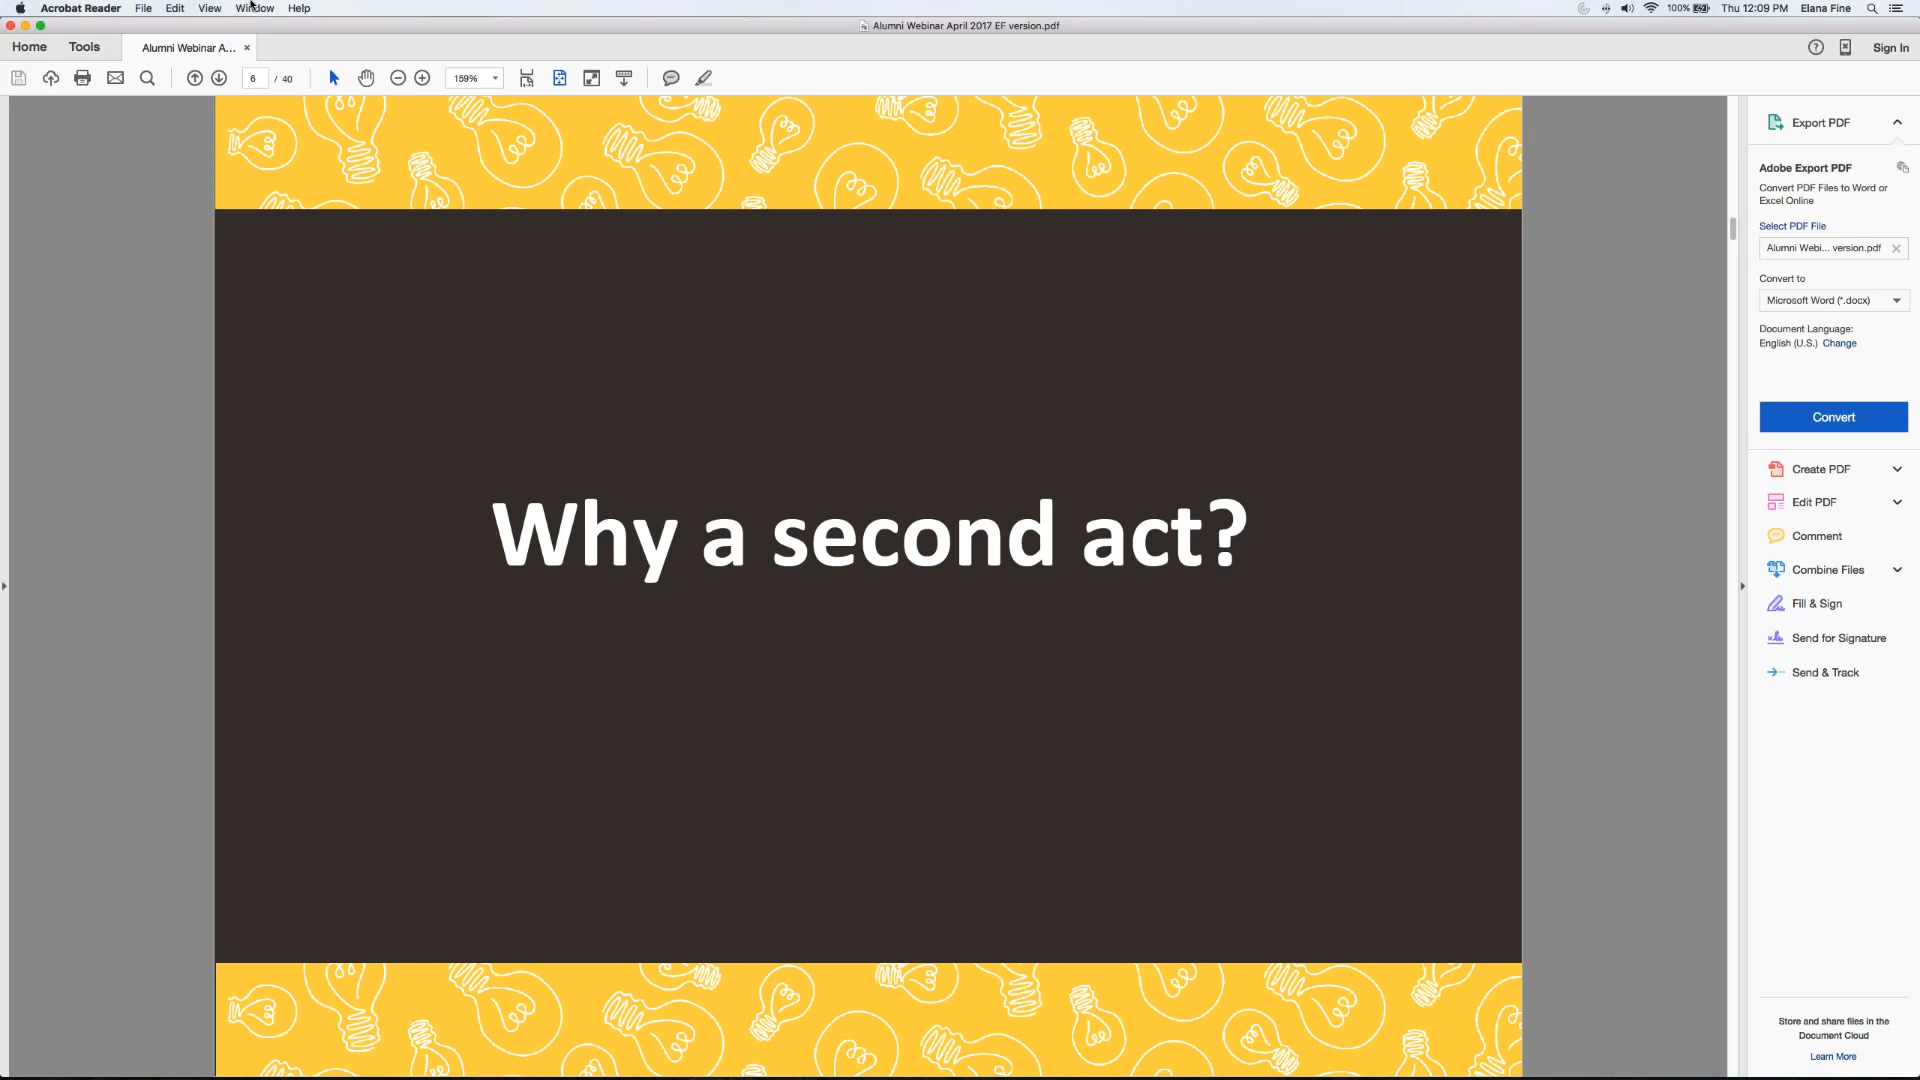 Acrobat Reader File Edit View Window Help
100% Thu 12:09 PM Elana Fine
Alumni Webinar April 2017 EF version.pdf
Home Tools Alumni Webinar A... ×
Sign In
6 / 40
159%
Export PDF
Adobe Export PDF
Convert PDF Files to Word or
Excel Online
Select PDF File
Alumni Webi... version.pdf
Convert to
Microsoft Word (*.docx)
Document Language:
English (U.S.) Change
Convert
Why a second act?
Create PDF
Edit PDF
Comment
Combine Files
Fill & Sign
Send for Signature
Send & Track
Store and share files in the
Document Cloud
Learn More